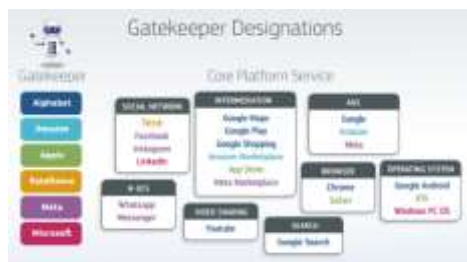 Gatekeeper Designations
Gatekeeper
Core Platform Service
Alphabet
Amazon
Apple
ByteDance
Meta
Microsoft
SOCIAL NETWORK
Tiktok
Facebook
Instagram
LinkedIn
INTERMEDIATION
Google Maps
Google Play
Google Shopping
Amazon Marketplace
App Store
Meta Marketplace
ADS
Google
Amazon
Meta
N-IICS
Whatsapp
Messenger
VIDEO SHARING
Youtube
SEARCH
Google Search
BROWSER
Chrome
Safari
OPERATING SYSTEM
Google Android
iOS
Windows PC OS